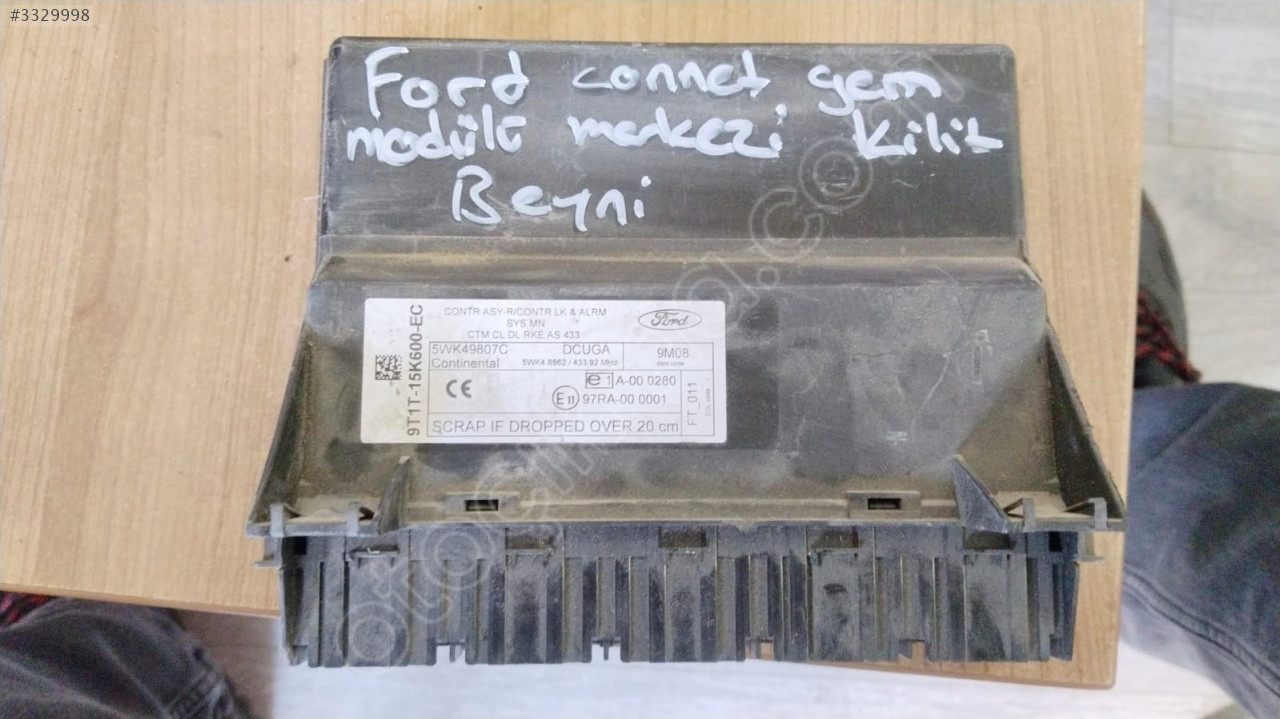 #3329998
Ford connet gem
modülü merkezi kilit
Beyni
CONTR ASY-R/CONTR LK & ALRM
SYS MN
CTM CL DL RKE AS 433
Ford
5WK49807C DCUGA 9M08
Continental 5WK4 8862 / 433,92 MHz date code
9T1T-15K600-EC
CE e1 A-00 0280
E11 97RA-00 0001
FT_011
SCRAP IF DROPPED OVER 20 cm